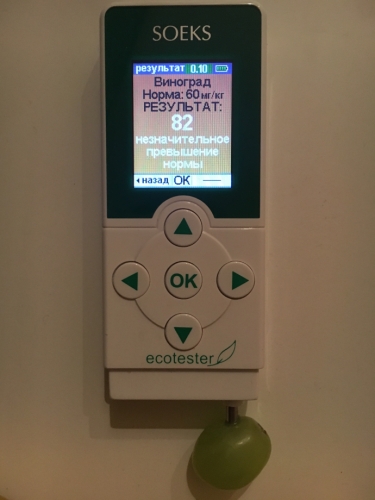 SOEKS
результат 0.10
Виноград
Норма: 60 мг/кг
РЕЗУЛЬТАТ:
82
незначительное
превышение
нормы
назад OK
OK
ecotester